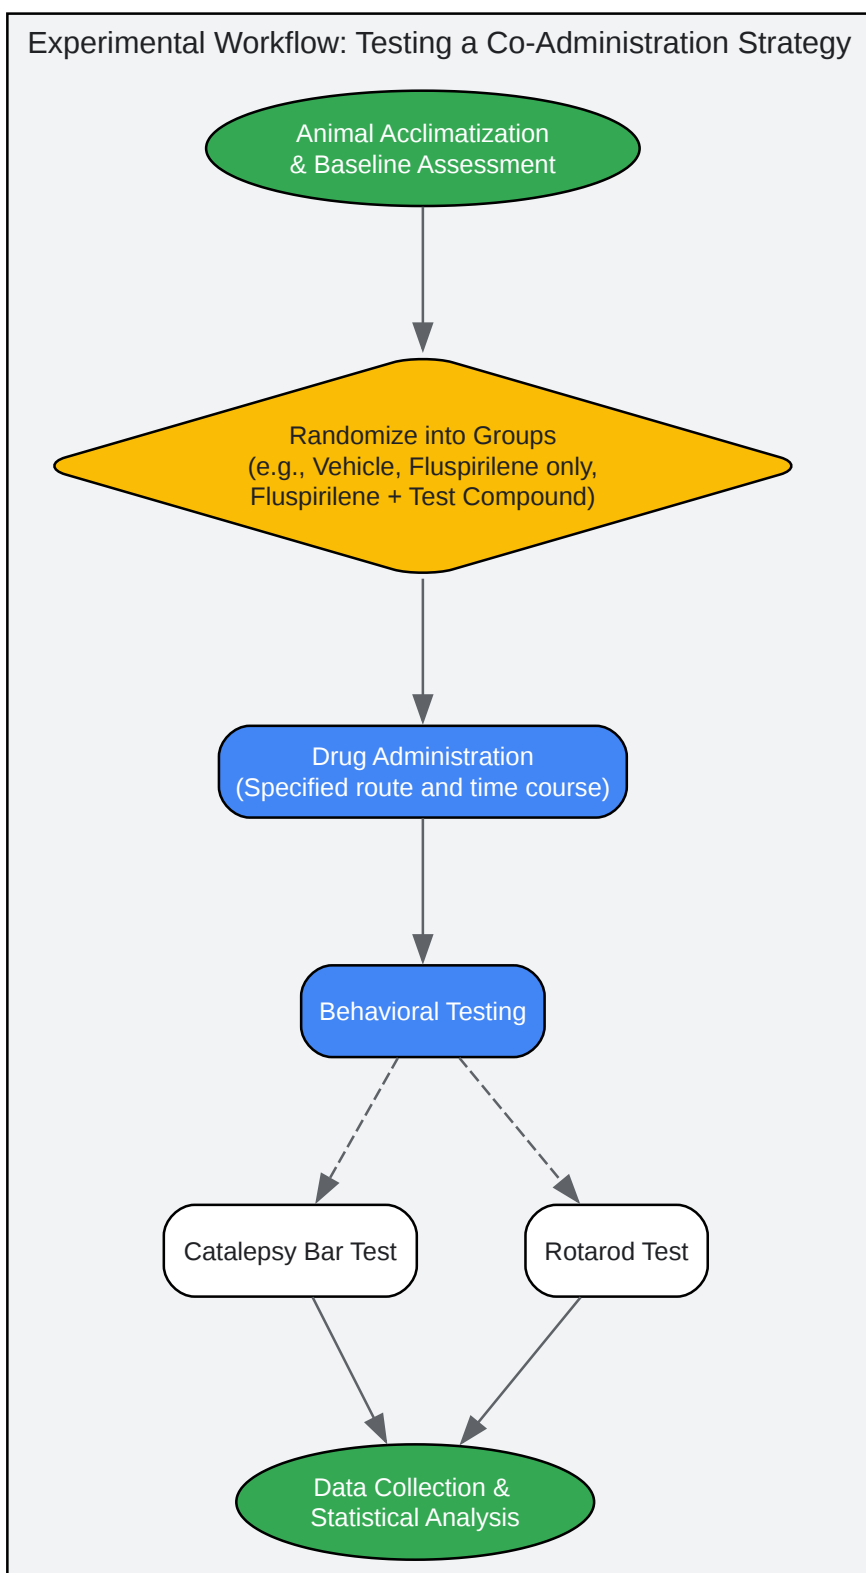 Experimental Workflow: Testing a Co-Administration Strategy
Animal Acclimatization
& Baseline Assessment
Randomize into Groups
(e.g., Vehicle, Fluspirilene only,
Fluspirilene + Test Compound)
Drug Administration
(Specified route and time course)
Behavioral Testing
Catalepsy Bar Test
Rotarod Test
Data Collection &
Statistical Analysis